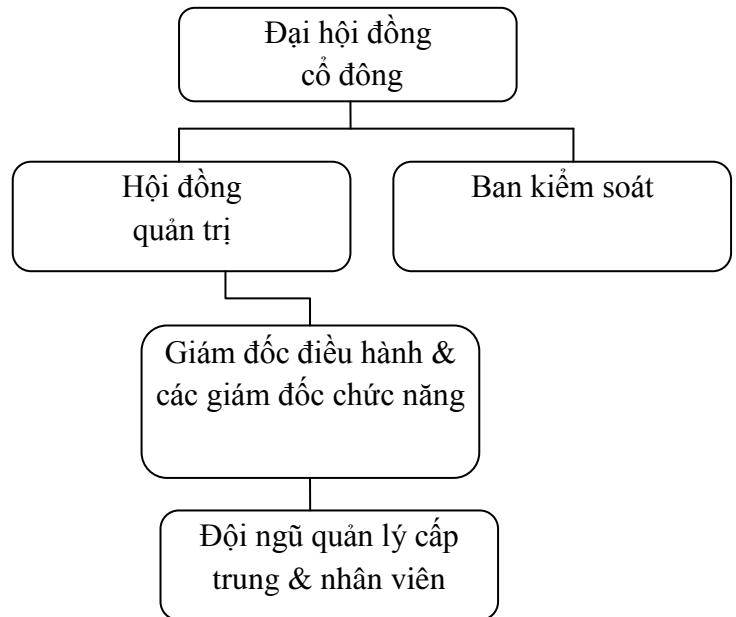 Đại hội đồng
cổ đông
Hội đồng
quản trị
Ban kiểm soát
Giám đốc điều hành &
các giám đốc chức năng
Đội ngũ quản lý cấp
trung & nhân viên